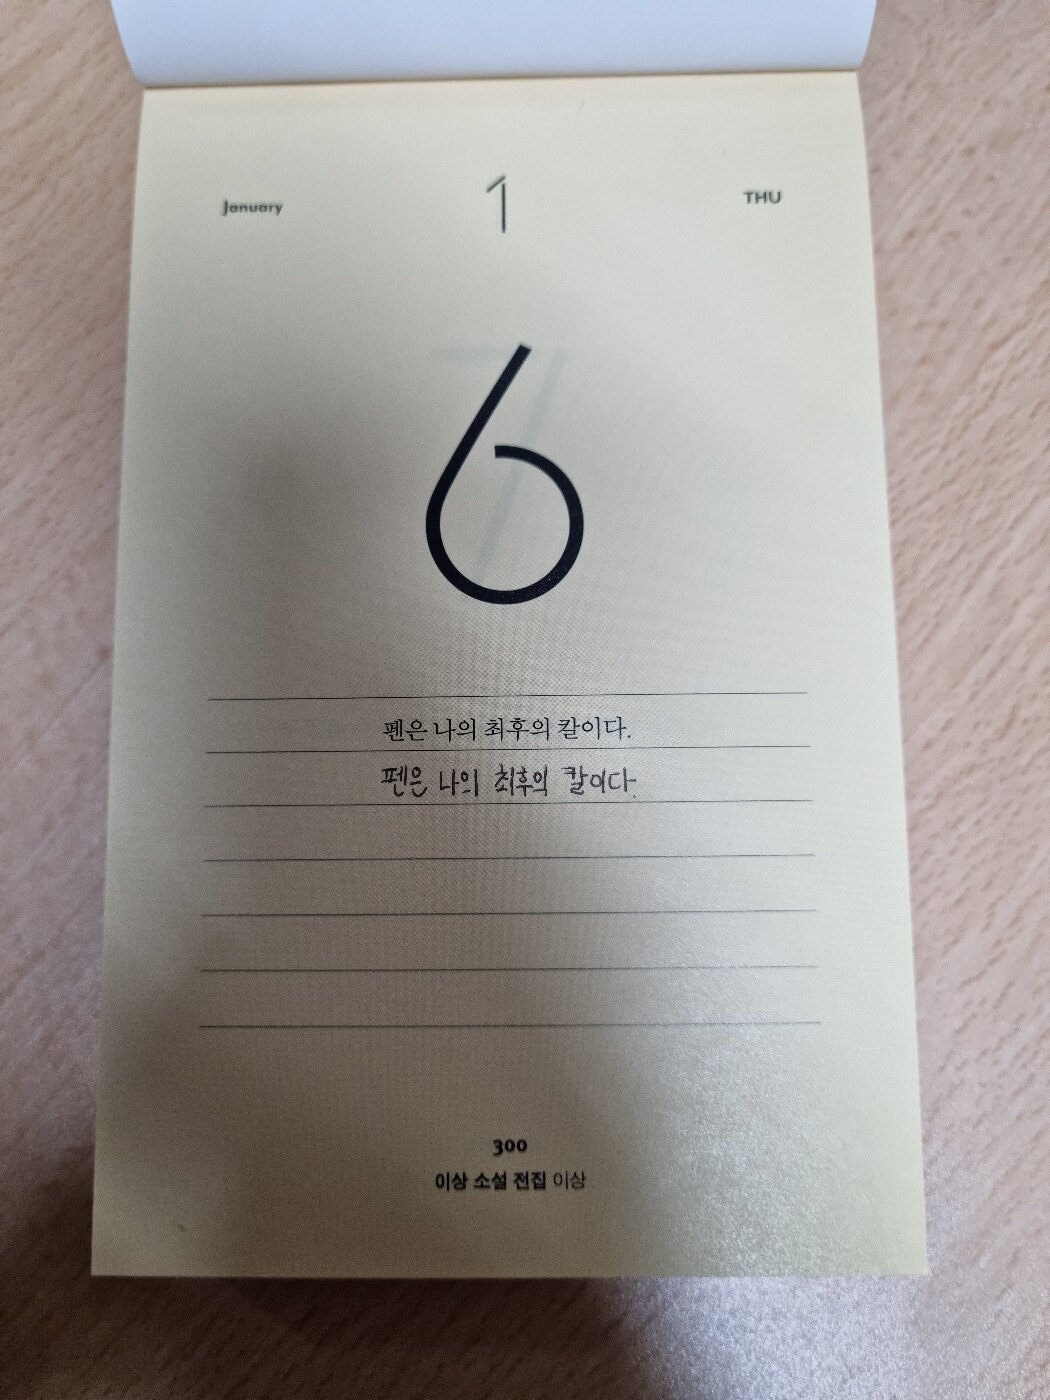 January 1 THU
6
펜은 나의 최후의 칼이다.
펜은 나의 최후의 칼이다.
300
이상 소설 전집 이상